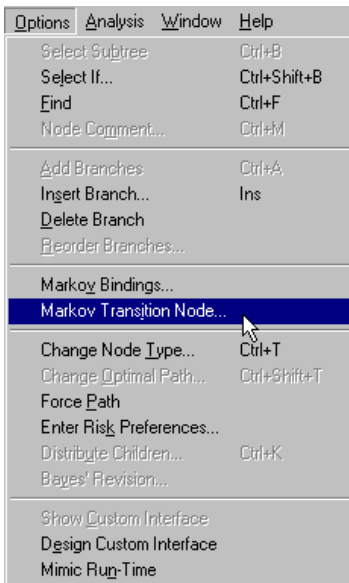 Options Analysis Window Help
Select Subtree Ctrl+B
Select If... Ctrl+Shift+B
Find Ctrl+F
Node Comment... Ctrl+M
Add Branches Ctrl+A
Insert Branch... Ins
Delete Branch
Reorder Branches...
Markov Bindings...
Markov Transition Node...
Change Node Type... Ctrl+T
Change Optimal Path... Ctrl+Shift+T
Force Path
Enter Risk Preferences...
Distribute Children... Ctrl+K
Bayes' Revision...
Show Custom Interface
Design Custom Interface
Mimic Run-Time